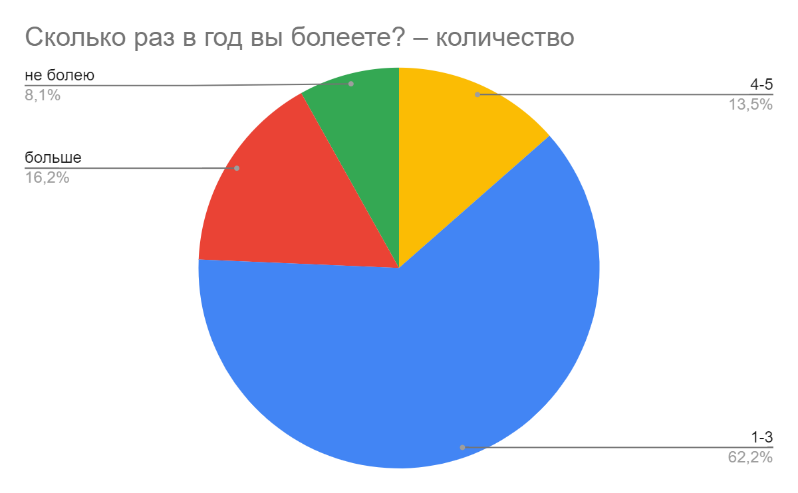 Сколько раз в год вы болеете? – количество
не болею
8,1%
4-5
13,5%
больше
16,2%
1-3
62,2%